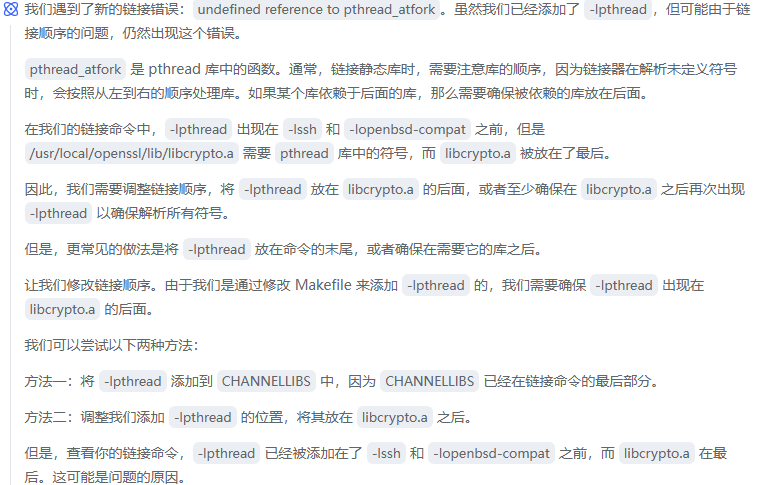 我们遇到了新的链接错误：undefined reference to pthread_atfork。虽然我们已经添加了 -lpthread，但可能由于链
接顺序的问题，仍然出现这个错误。
pthread_atfork 是 pthread 库中的函数。通常，链接静态库时，需要注意库的顺序，因为链接器在解析未定义符号
时，会按照从左到右的顺序处理库。如果某个库依赖于后面的库，那么需要确保被依赖的库放在后面。
在我们的链接命令中，-lpthread 出现在 -lssh 和 -lopenbsd-compat 之前，但是
/usr/local/openssl/lib/libcrypto.a 需要 pthread 库中的符号，而 libcrypto.a 被放在了最后。
因此，我们需要调整链接顺序，将 -lpthread 放在 libcrypto.a 的后面，或者至少确保在 libcrypto.a 之后再次出现
-lpthread 以确保解析所有符号。
但是，更常见的做法是将 -lpthread 放在命令的末尾，或者确保在需要它的库之后。
让我们修改链接顺序。由于我们是通过修改 Makefile 来添加 -lpthread 的，我们需要确保 -lpthread 出现在
libcrypto.a 的后面。
我们可以尝试以下两种方法：
方法一：将 -lpthread 添加到 CHANNELLIBS 中，因为 CHANNELLIBS 已经在链接命令的最后部分。
方法二：调整我们添加 -lpthread 的位置，将其放在 libcrypto.a 之后。
但是，查看你的链接命令，-lpthread 已经被添加在了 -lssh 和 -lopenbsd-compat 之前，而 libcrypto.a 在最
后。这可能是问题的原因。